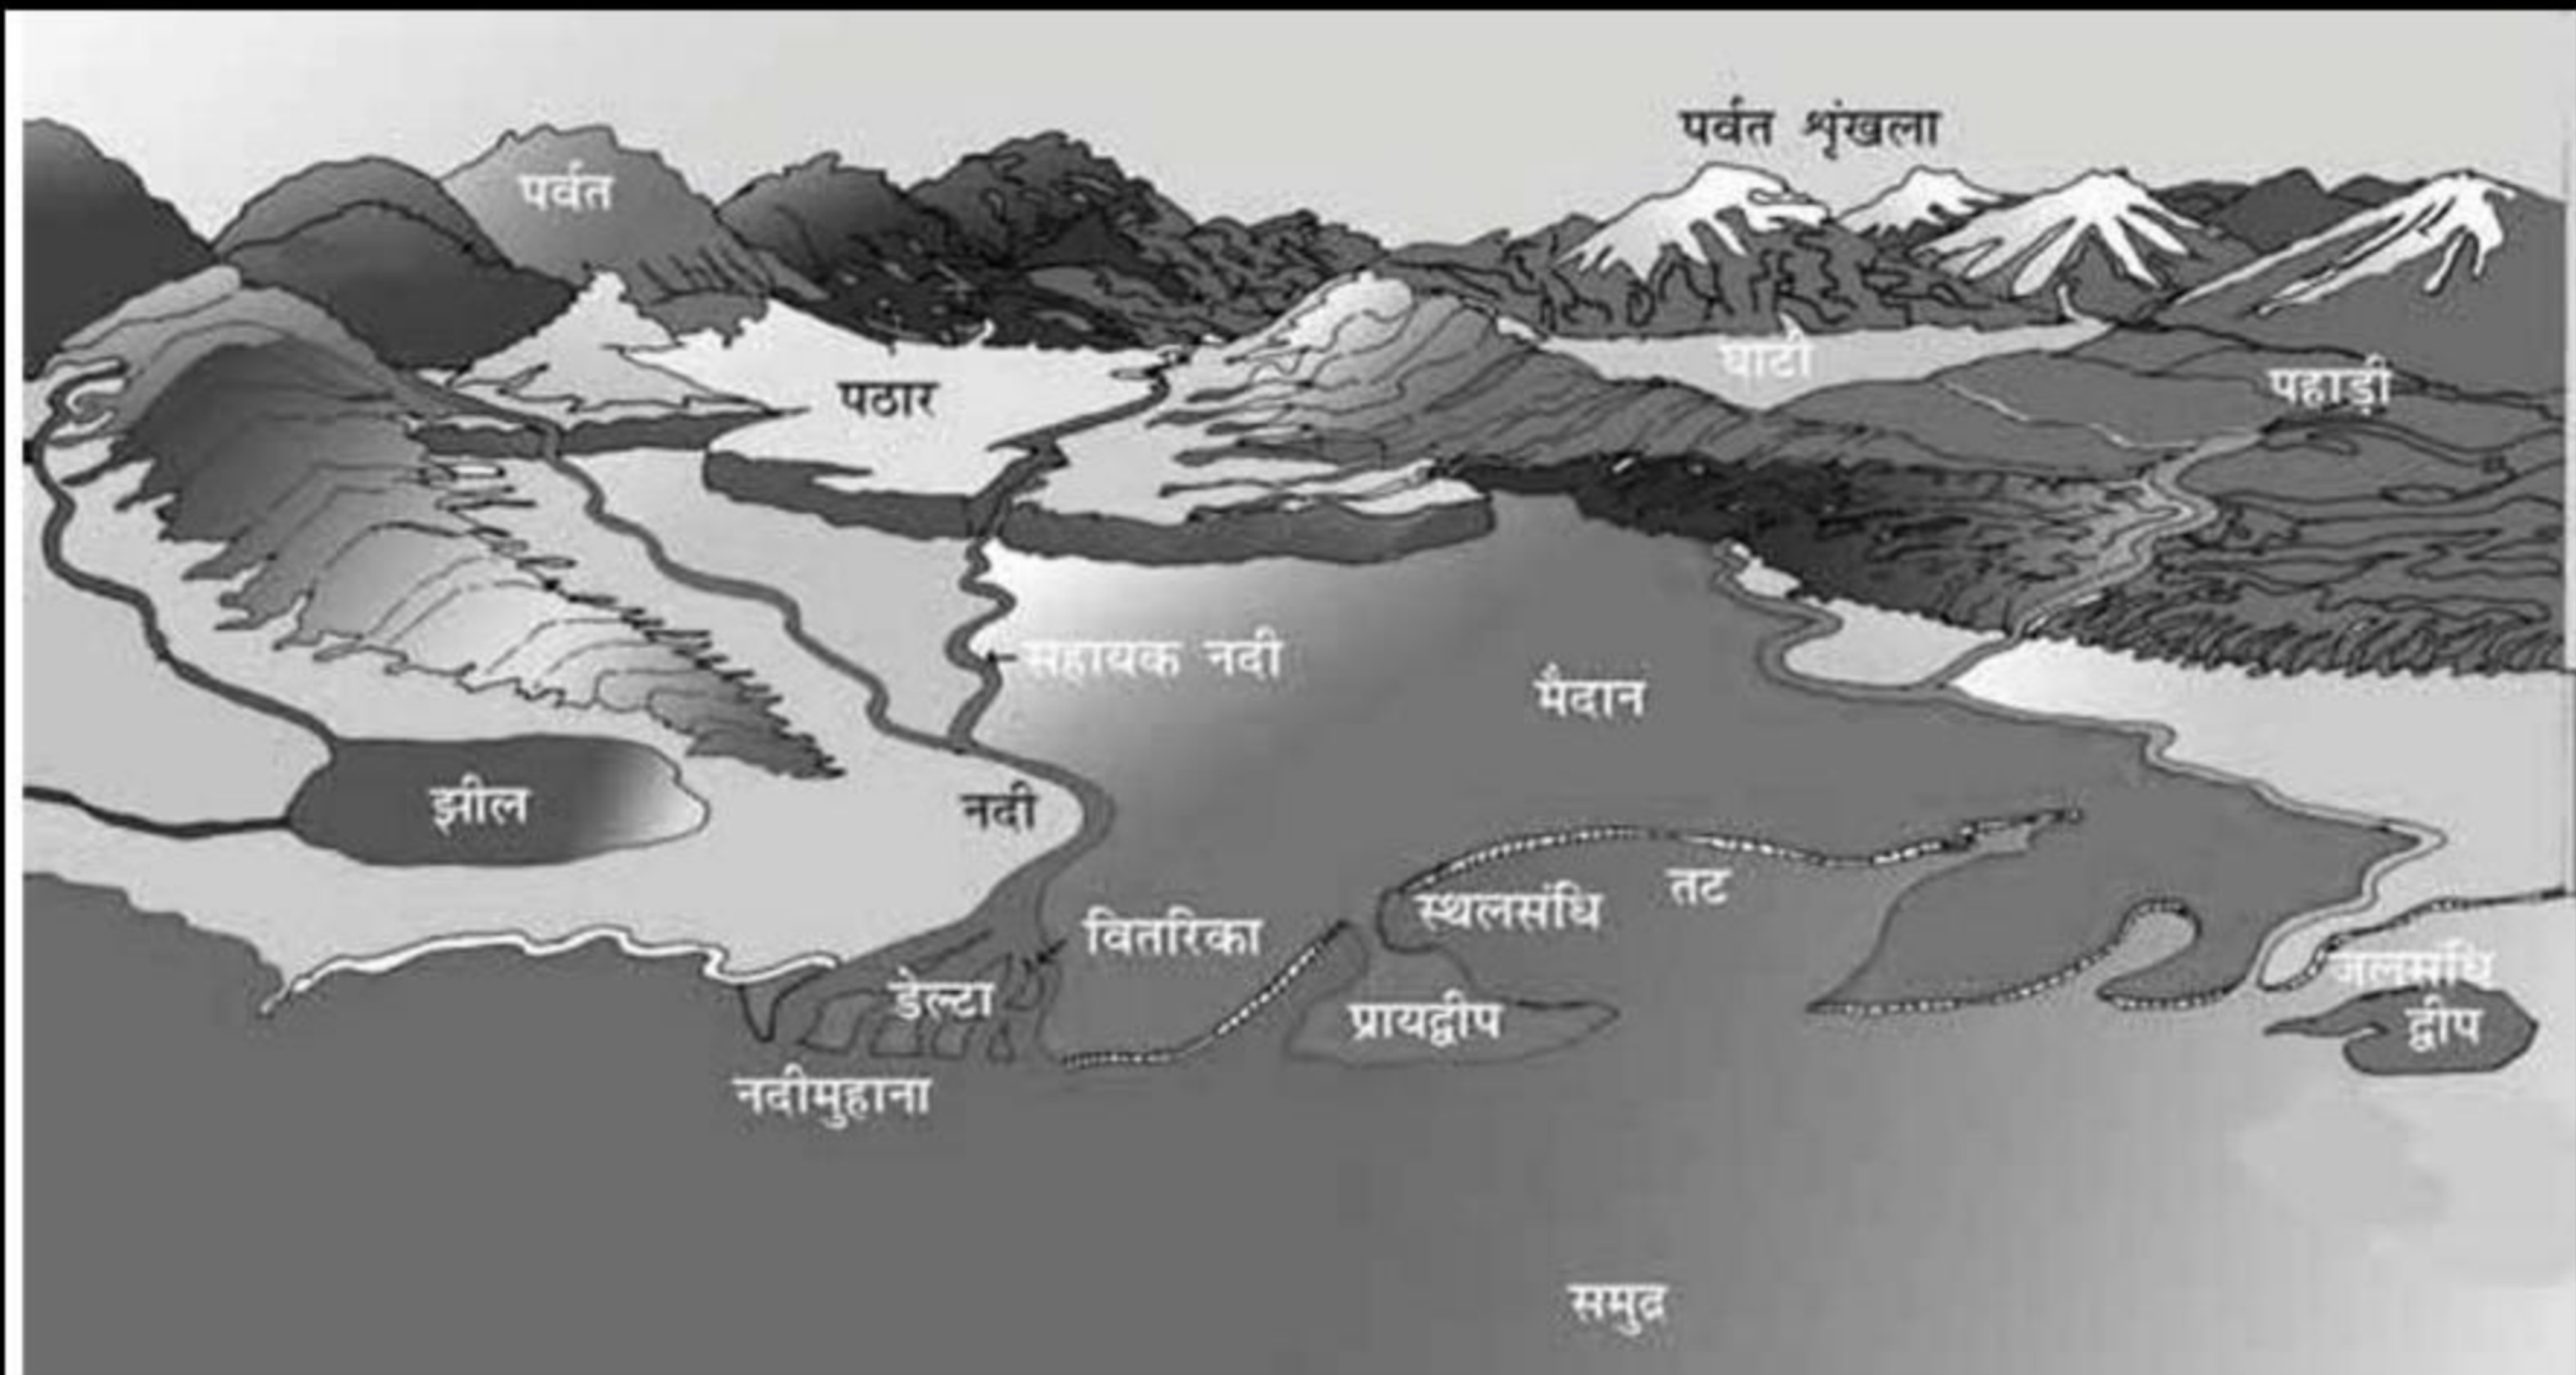 पर्वत शृंखला
पर्वत
घाटी
पहाड़ी
पठार
सहायक नदी
मैदान
झील
नदी
तट
स्थलसंधि
वितरिका
जलसंधि
डेल्टा
प्रायद्वीप
द्वीप
नदीमुहाना
समुद्र